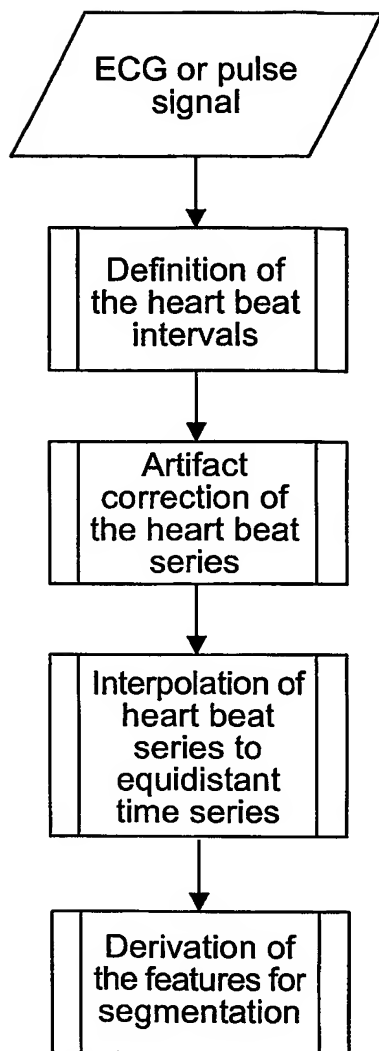 ECG or pulse
signal
Definition of
the heart beat
intervals
Artifact
correction of
the heart beat
series
Interpolation of
heart beat
series to
equidistant
time series
Derivation of
the features for
segmentation